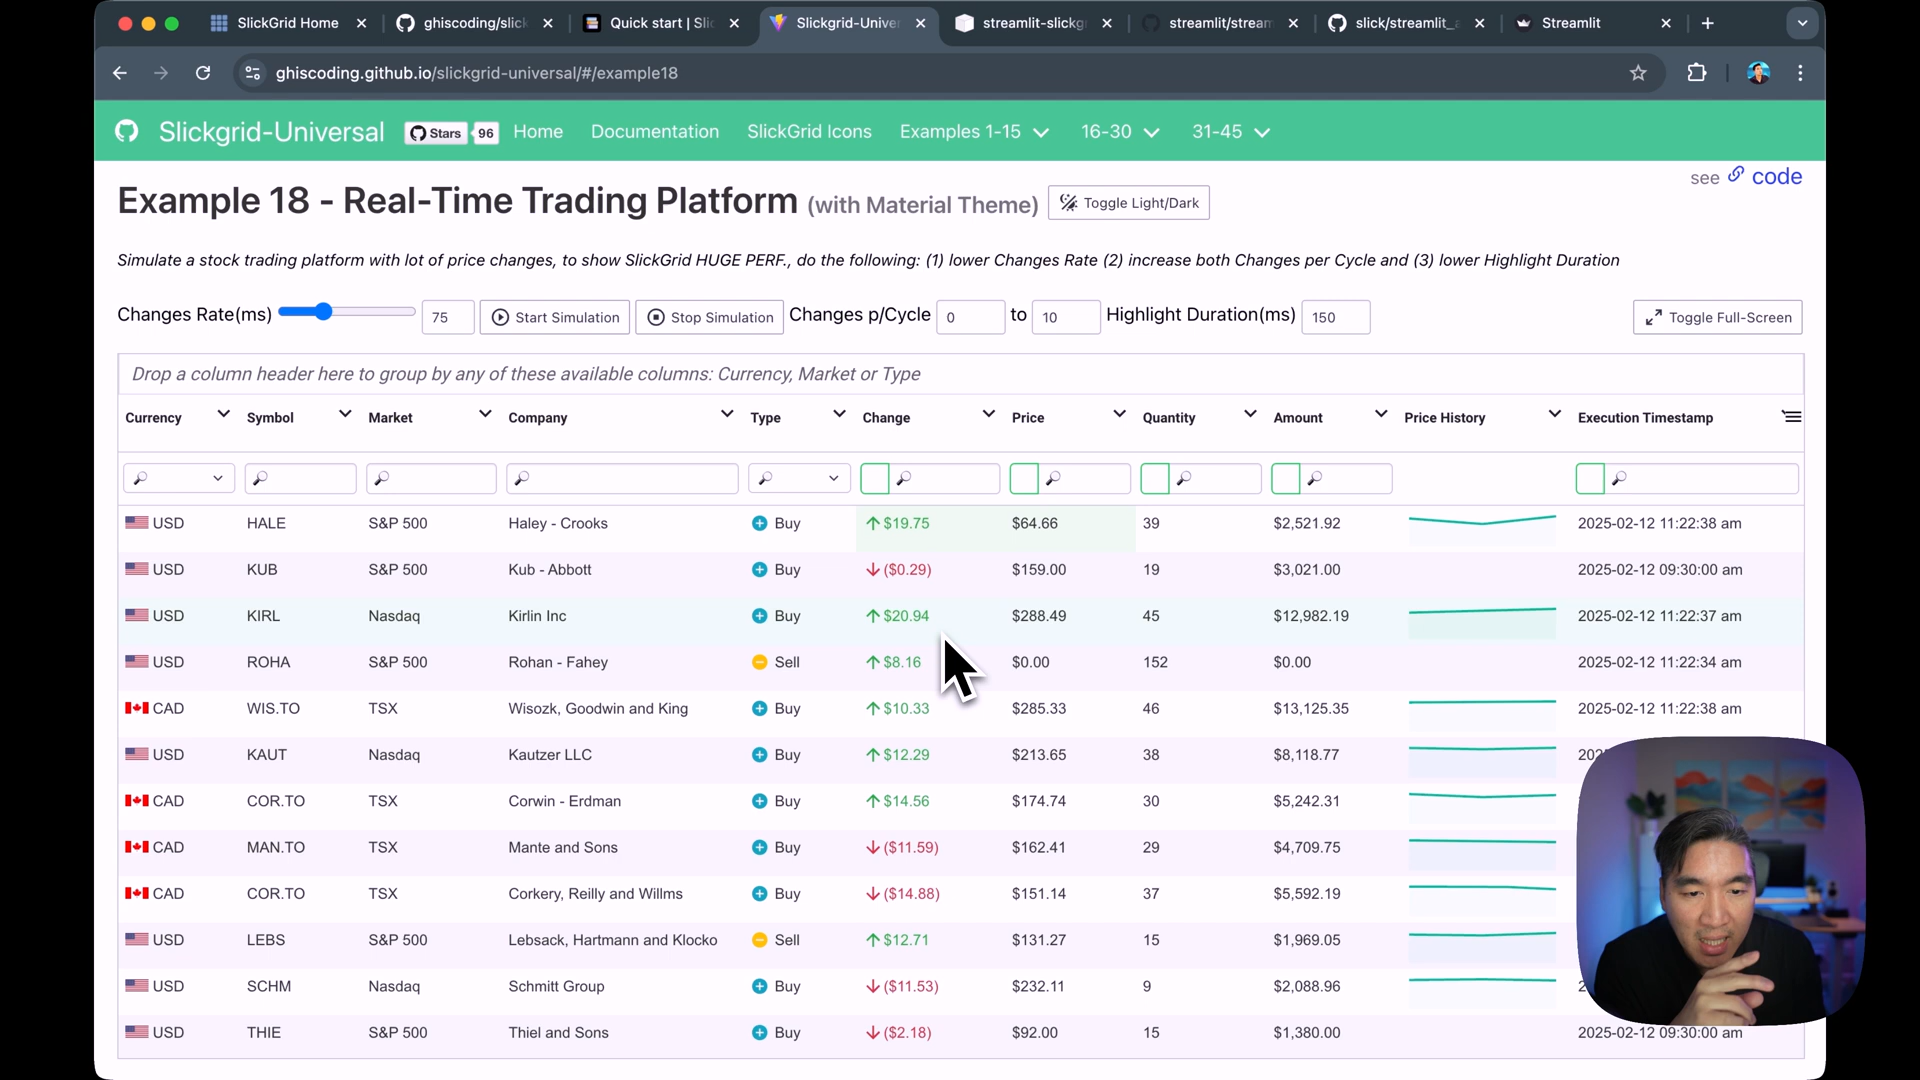 SlickGrid Home
ghiscoding/slick
Quick start | Slic
Slickgrid-Univer
streamlit-slickgr
streamlit/stream
slick/streamlit_a
Streamlit
ghiscoding.github.io/slickgrid-universal/#/example18
Slickgrid-Universal
Stars 96
Home
Documentation
SlickGrid Icons
Examples 1-15
16-30
31-45
see code
Example 18 - Real-Time Trading Platform (with Material Theme)
Toggle Light/Dark
Simulate a stock trading platform with lot of price changes, to show SlickGrid HUGE PERF., do the following: (1) lower Changes Rate (2) increase both Changes per Cycle and (3) lower Highlight Duration
Changes Rate(ms) 75 Start Simulation Stop Simulation Changes p/Cycle 0 to 10 Highlight Duration(ms) 150 Toggle Full-Screen
Drop a column header here to group by any of these available columns: Currency, Market or Type
Currency Symbol Market Company Type Change Price Quantity Amount Price History Execution Timestamp
USD HALE S&P 500 Haley - Crooks Buy $19.75 $64.66 39 $2,521.92 2025-02-12 11:22:38 am
USD KUB S&P 500 Kub - Abbott Buy ($0.29) $159.00 19 $3,021.00 2025-02-12 09:30:00 am
USD KIRL Nasdaq Kirlin Inc Buy $20.94 $288.49 45 $12,982.19 2025-02-12 11:22:37 am
USD ROHA S&P 500 Rohan - Fahey Sell $8.16 $0.00 152 $0.00 2025-02-12 11:22:34 am
CAD WIS.TO TSX Wisozk, Goodwin and King Buy $10.33 $285.33 46 $13,125.35 2025-02-12 11:22:38 am
USD KAUT Nasdaq Kautzer LLC Buy $12.29 $213.65 38 $8,118.77
CAD COR.TO TSX Corwin - Erdman Buy $14.56 $174.74 30 $5,242.31
CAD MAN.TO TSX Mante and Sons Buy ($11.59) $162.41 29 $4,709.75
CAD COR.TO TSX Corkery, Reilly and Willms Buy ($14.88) $151.14 37 $5,592.19
USD LEBS S&P 500 Lebsack, Hartmann and Klocko Sell $12.71 $131.27 15 $1,969.05
USD SCHM Nasdaq Schmitt Group Buy ($11.53) $232.11 9 $2,088.96
USD THIE S&P 500 Thiel and Sons Buy ($2.18) $92.00 15 $1,380.00 2025-02-12 09:30:00 am